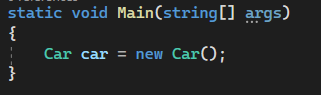 static void Main(string[] args)
{
    Car car = new Car();
}